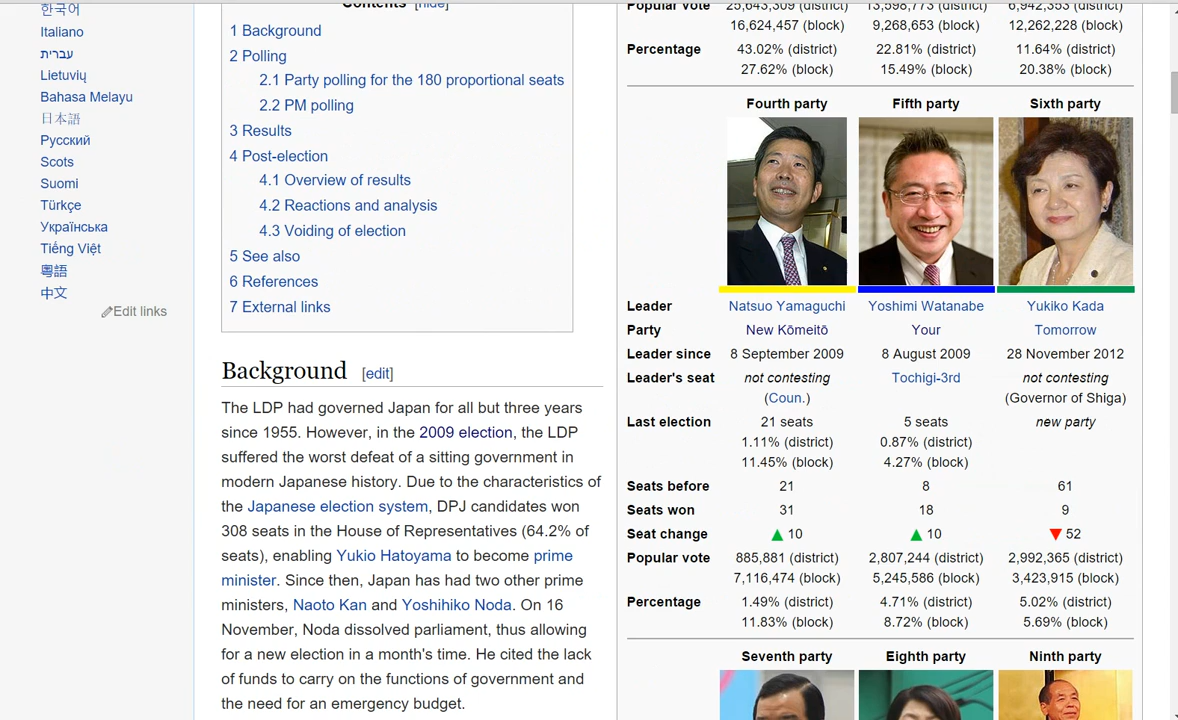 한국어
Italiano
עברית
Lietuvių
Bahasa Melayu
日本語
Русский
Scots
Suomi
Türkçe
Українська
Tiếng Việt
粵語
中文
Edit links
Contents [hide]
1 Background
2 Polling
2.1 Party polling for the 180 proportional seats
2.2 PM polling
3 Results
4 Post-election
4.1 Overview of results
4.2 Reactions and analysis
4.3 Voiding of election
5 See also
6 References
7 External links
Background [edit]
The LDP had governed Japan for all but three years
since 1955. However, in the 2009 election, the LDP
suffered the worst defeat of a sitting government in
modern Japanese history. Due to the characteristics of
the Japanese election system, DPJ candidates won
308 seats in the House of Representatives (64.2% of
seats), enabling Yukio Hatoyama to become prime
minister. Since then, Japan has had two other prime
ministers, Naoto Kan and Yoshihiko Noda. On 16
November, Noda dissolved parliament, thus allowing
for a new election in a month's time. He cited the lack
of funds to carry on the functions of government and
the need for an emergency budget.
Popular vote 25,643,309 (district) 13,598,773 (district) 6,942,353 (district)
16,624,457 (block) 9,268,653 (block) 12,262,228 (block)
Percentage 43.02% (district) 22.81% (district) 11.64% (district)
27.62% (block) 15.49% (block) 20.38% (block)
Fourth party Fifth party Sixth party
Leader Natsuo Yamaguchi Yoshimi Watanabe Yukiko Kada
Party New Kōmeitō Your Tomorrow
Leader since 8 September 2009 8 August 2009 28 November 2012
Leader's seat not contesting Tochigi-3rd not contesting
(Coun.) (Governor of Shiga)
Last election 21 seats 5 seats new party
1.11% (district) 0.87% (district)
11.45% (block) 4.27% (block)
Seats before 21 8 61
Seats won 31 18 9
Seat change ▲ 10 ▲ 10 ▼ 52
Popular vote 885,881 (district) 2,807,244 (district) 2,992,365 (district)
7,116,474 (block) 5,245,586 (block) 3,423,915 (block)
Percentage 1.49% (district) 4.71% (district) 5.02% (district)
11.83% (block) 8.72% (block) 5.69% (block)
Seventh party Eighth party Ninth party